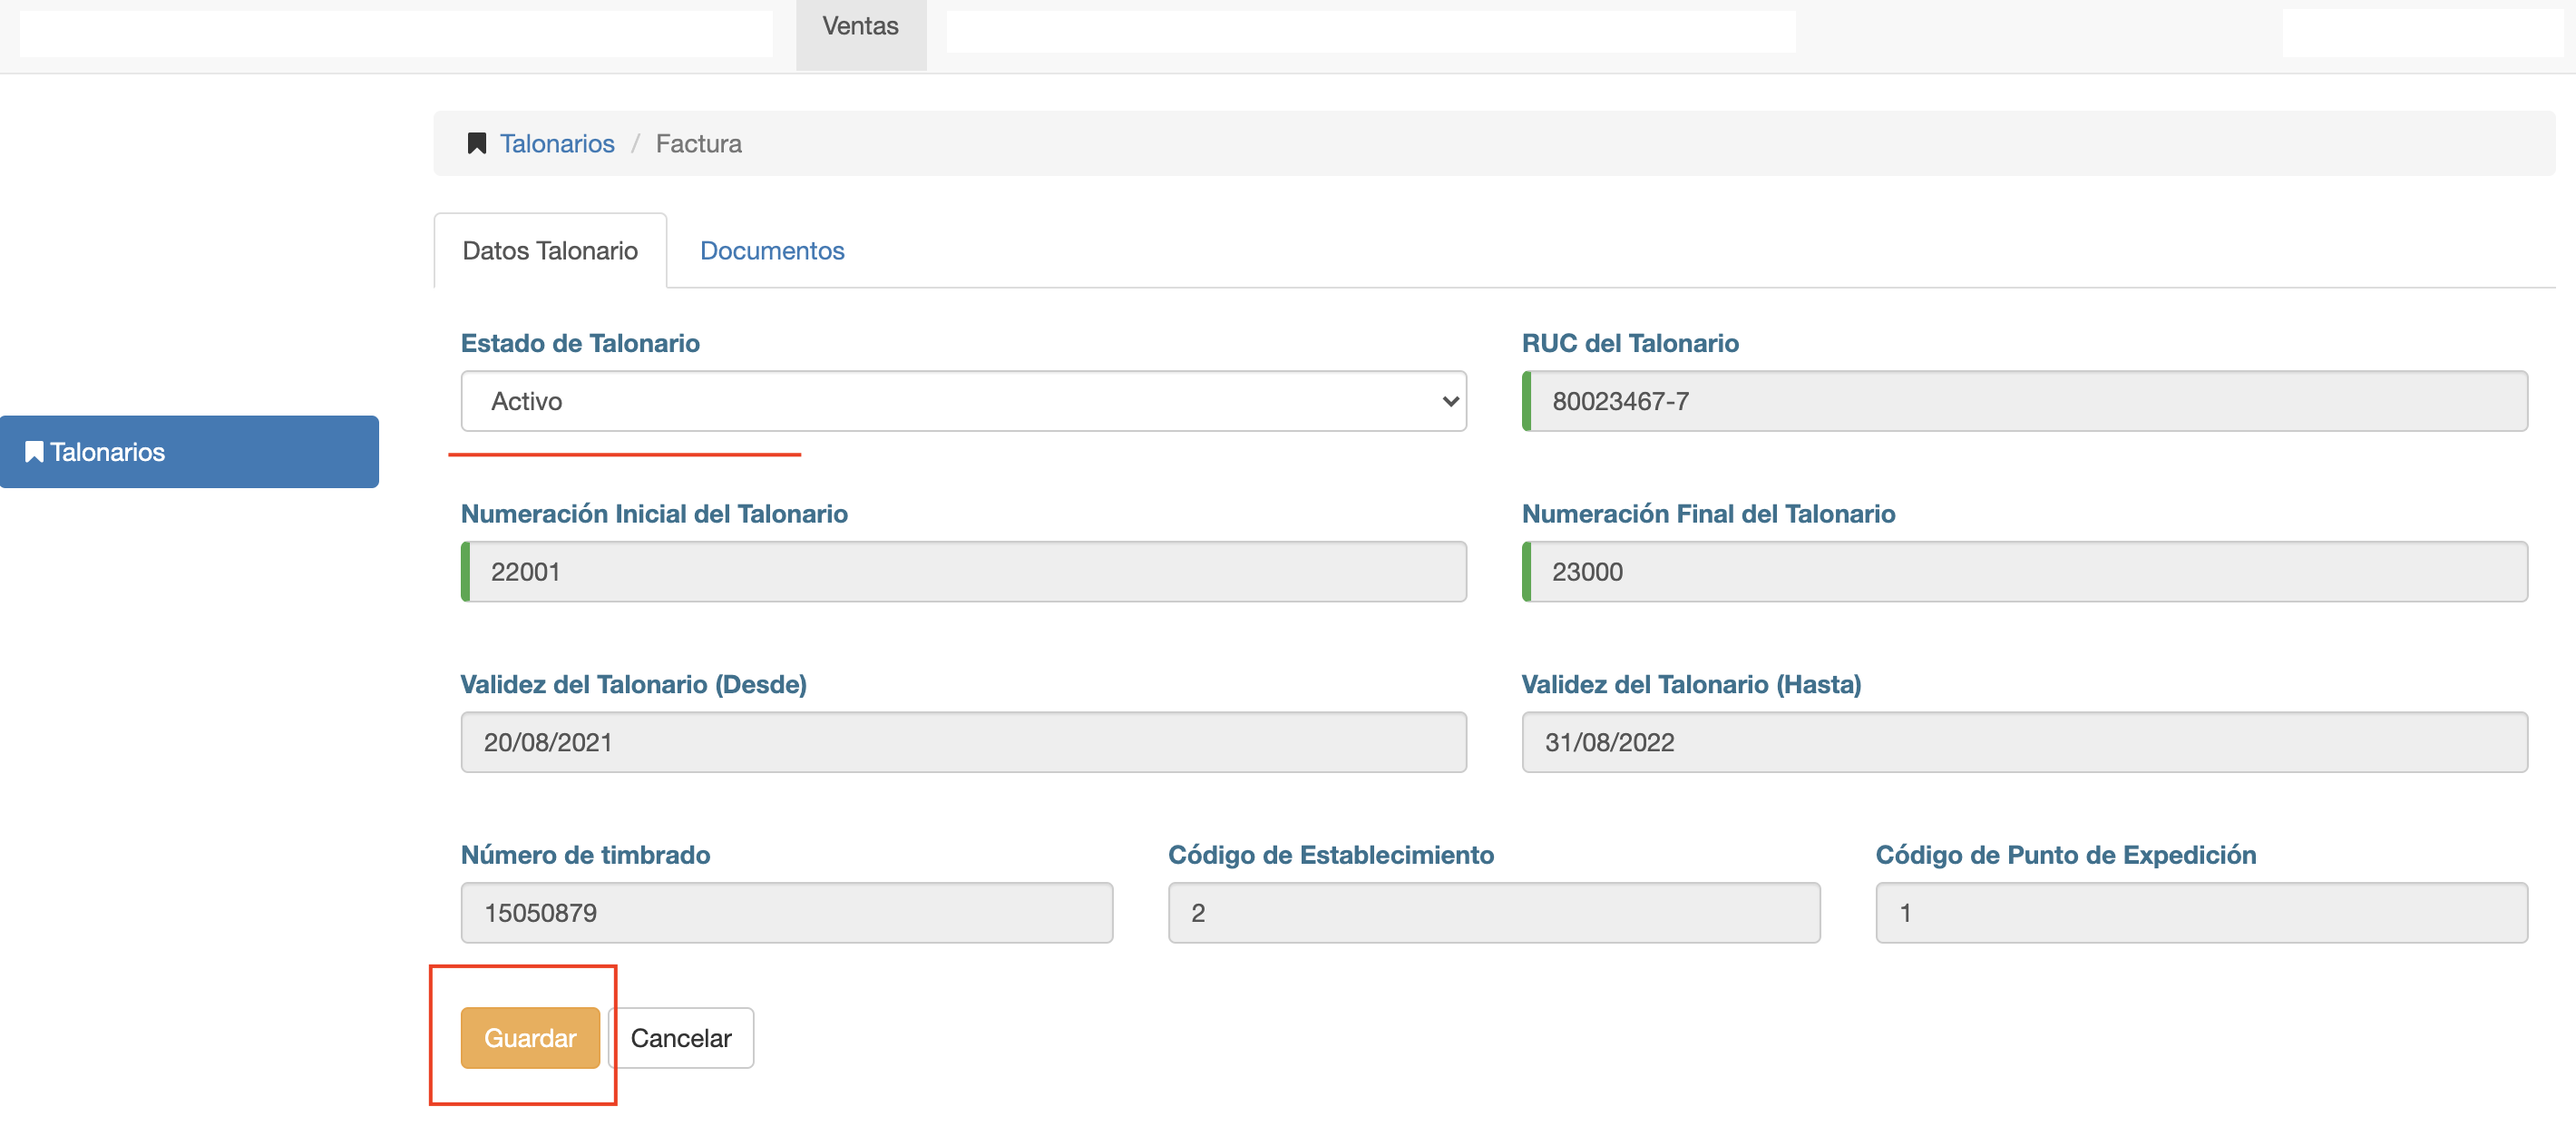 Ventas
Talonarios / Factura
Datos Talonario
Documentos
Estado de Talonario
RUC del Talonario
Activo
80023467-7
Talonarios
Numeración Inicial del Talonario
Numeración Final del Talonario
22001
23000
Validez del Talonario (Desde)
Validez del Talonario (Hasta)
20/08/2021
31/08/2022
Número de timbrado
Código de Establecimiento
Código de Punto de Expedición
15050879
2
1
Guardar
Cancelar